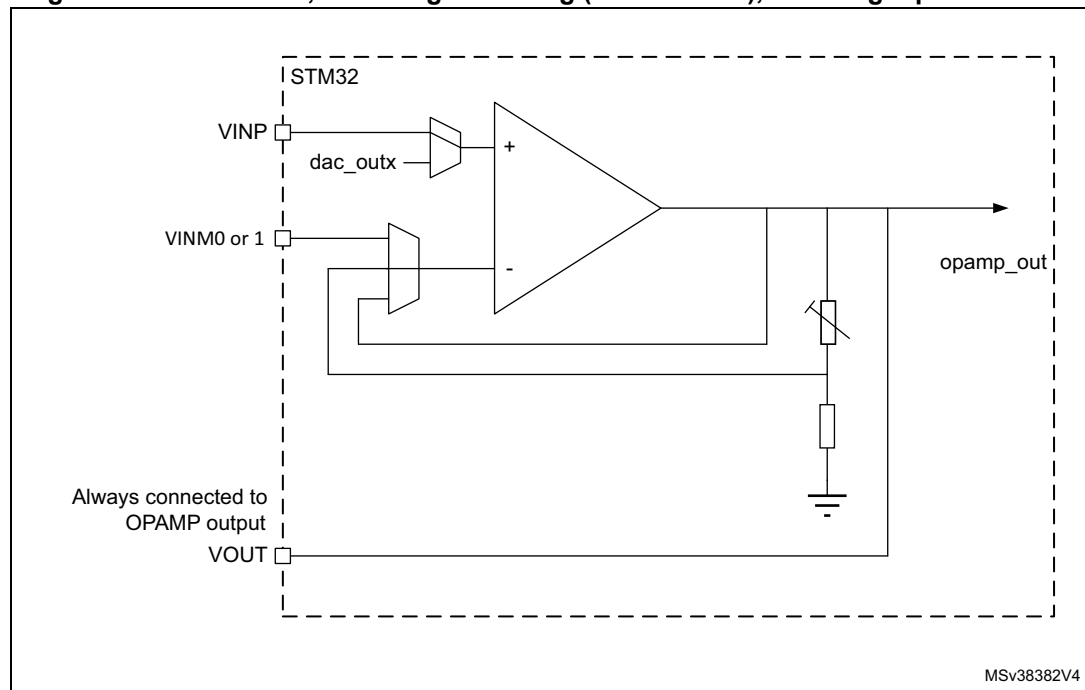 STM32
VINP
dac_outx
+
VINM0 or 1
-
opamp_out
Always connected to
OPAMP output
VOUT
MSv38382V4